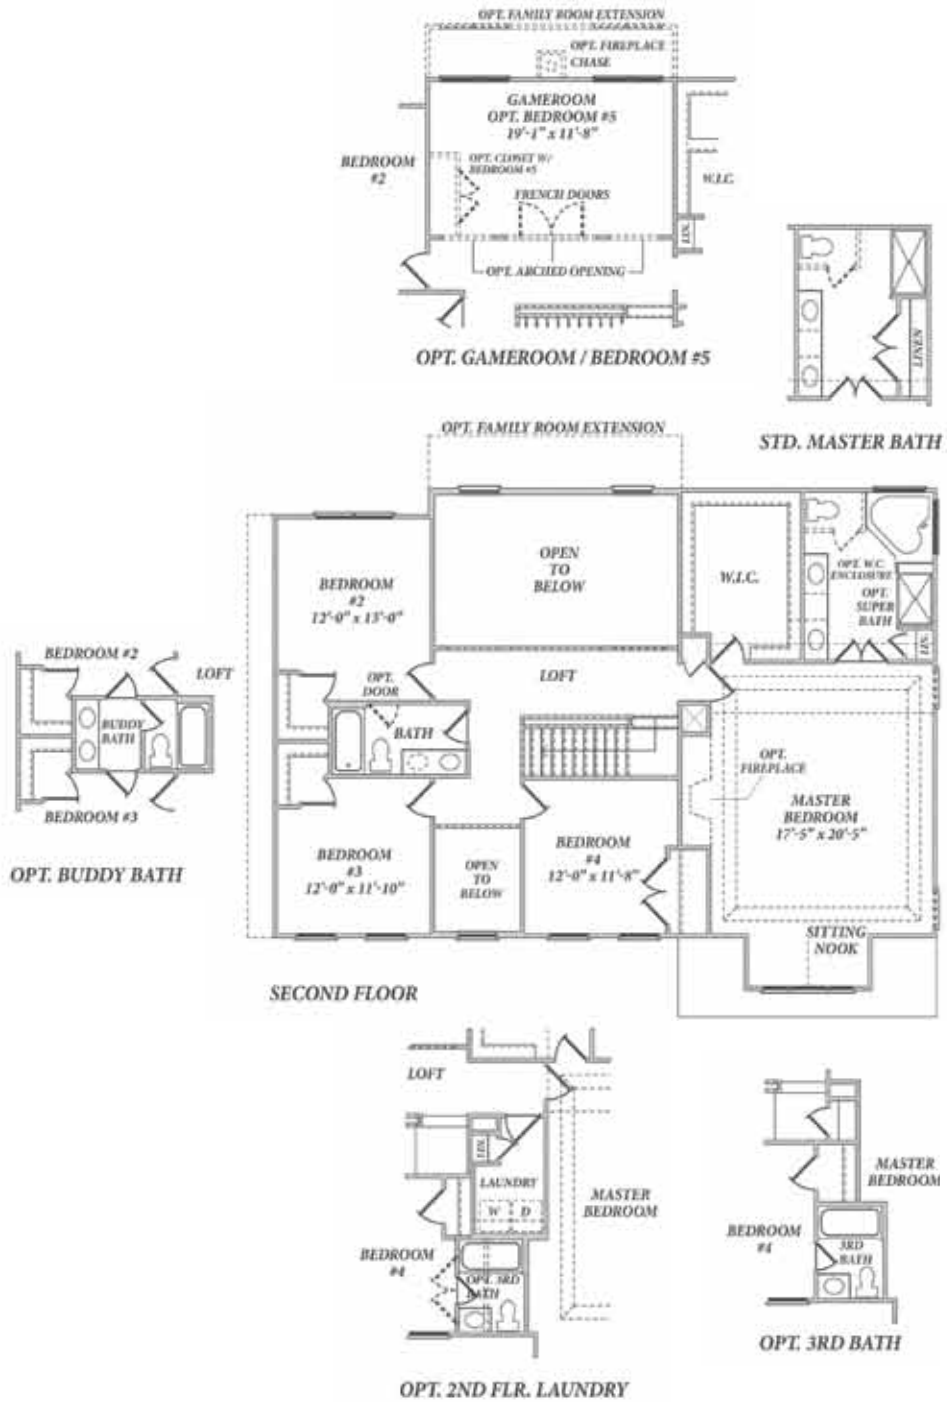 OPT. FAMILY ROOM EXTENSION
OPT. FIREPLACE
CHASE
GAMEROOM
OPT. BEDROOM #5
19'-1" x 11'-8"
BEDROOM
#2
OPT. CLOSET W/
BEDROOM #5
W.I.C.
FRENCH DOORS
LIN.
OPT. ARCHED OPENING
OPT. GAMEROOM / BEDROOM #5
LINEN
STD. MASTER BATH
OPT. FAMILY ROOM EXTENSION
BEDROOM
#2
12'-0" x 13'-0"
OPEN
TO
BELOW
W.I.C.
OPT. W.C.
ENCLOSURE
OPT.
SUPER
BATH
LIN.
LOFT
OPT.
DOOR
BATH
OPT.
FIREPLACE
MASTER
BEDROOM
17'-5" x 20'-5"
BEDROOM
#3
12'-0" x 11'-10"
OPEN
TO
BELOW
BEDROOM
#4
12'-0" x 11'-8"
SITTING
NOOK
SECOND FLOOR
BEDROOM #2
LOFT
BUDDY
BATH
BEDROOM #3
OPT. BUDDY BATH
LOFT
LIN.
LAUNDRY
W D
MASTER
BEDROOM
BEDROOM
#4
OPT. 3RD
BATH
OPT. 2ND FLR. LAUNDRY
MASTER
BEDROOM
BEDROOM
#4
3RD
BATH
OPT. 3RD BATH